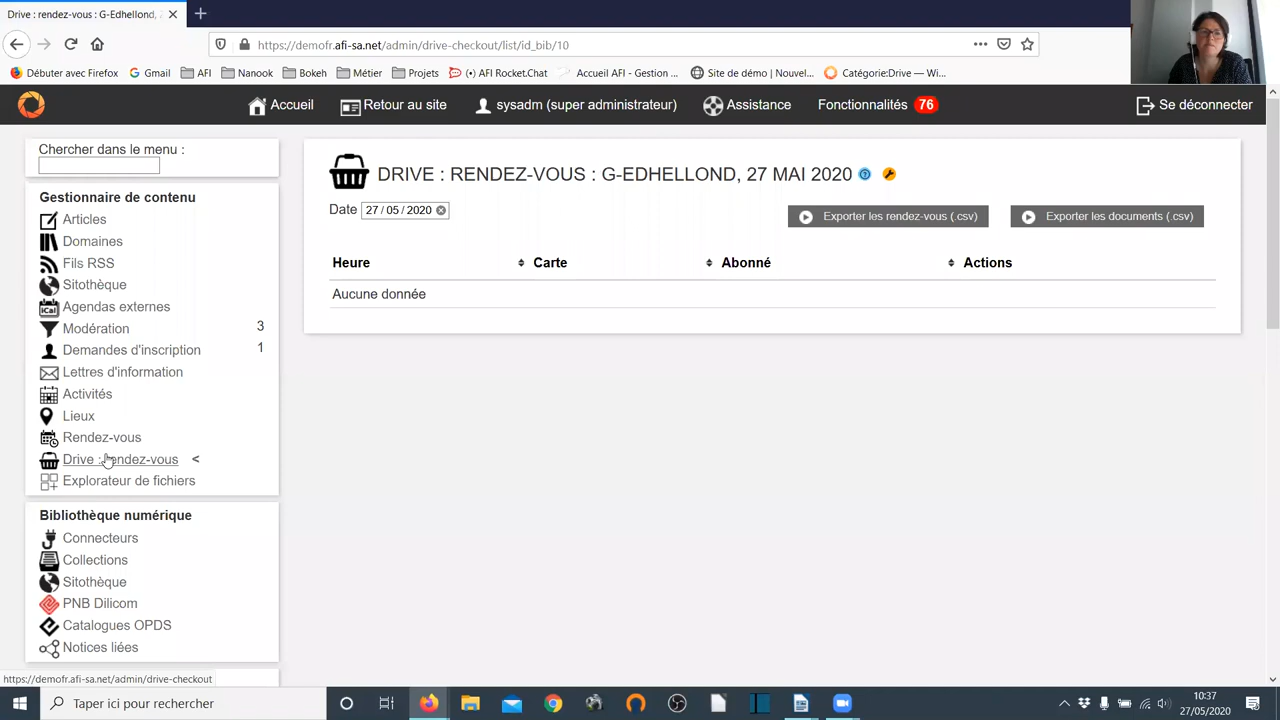 Drive : rendez-vous : G-Edhellond, 2
https://demofr.afi-sa.net/admin/drive-checkout/list/id_bib/10
Débuter avec Firefox
Gmail
AFI
Nanook
Bokeh
Métier
Projets
(•) AFI Rocket.Chat
Accueil AFI - Gestion ...
Site de démo | Nouvel...
Catégorie:Drive — Wi...
Accueil
Retour au site
sysadm (super administrateur)
Assistance
Fonctionnalités 76
Se déconnecter
Chercher dans le menu :
Gestionnaire de contenu
Articles
Domaines
Fils RSS
Sitothèque
iCal
Agendas externes
Modération 3
Demandes d'inscription 1
Lettres d'information
Activités
Lieux
Rendez-vous
Drive : rendez-vous <
Explorateur de fichiers
Bibliothèque numérique
Connecteurs
Collections
Sitothèque
PNB Dilicom
Catalogues OPDS
Notices liées
DRIVE : RENDEZ-VOUS : G-EDHELLOND, 27 MAI 2020
Date 27 / 05 / 2020
Exporter les rendez-vous (.csv)
Exporter les documents (.csv)
Heure Carte Abonné Actions
Aucune donnée
https://demofr.afi-sa.net/admin/drive-checkout
Taper ici pour rechercher
10:37
27/05/2020